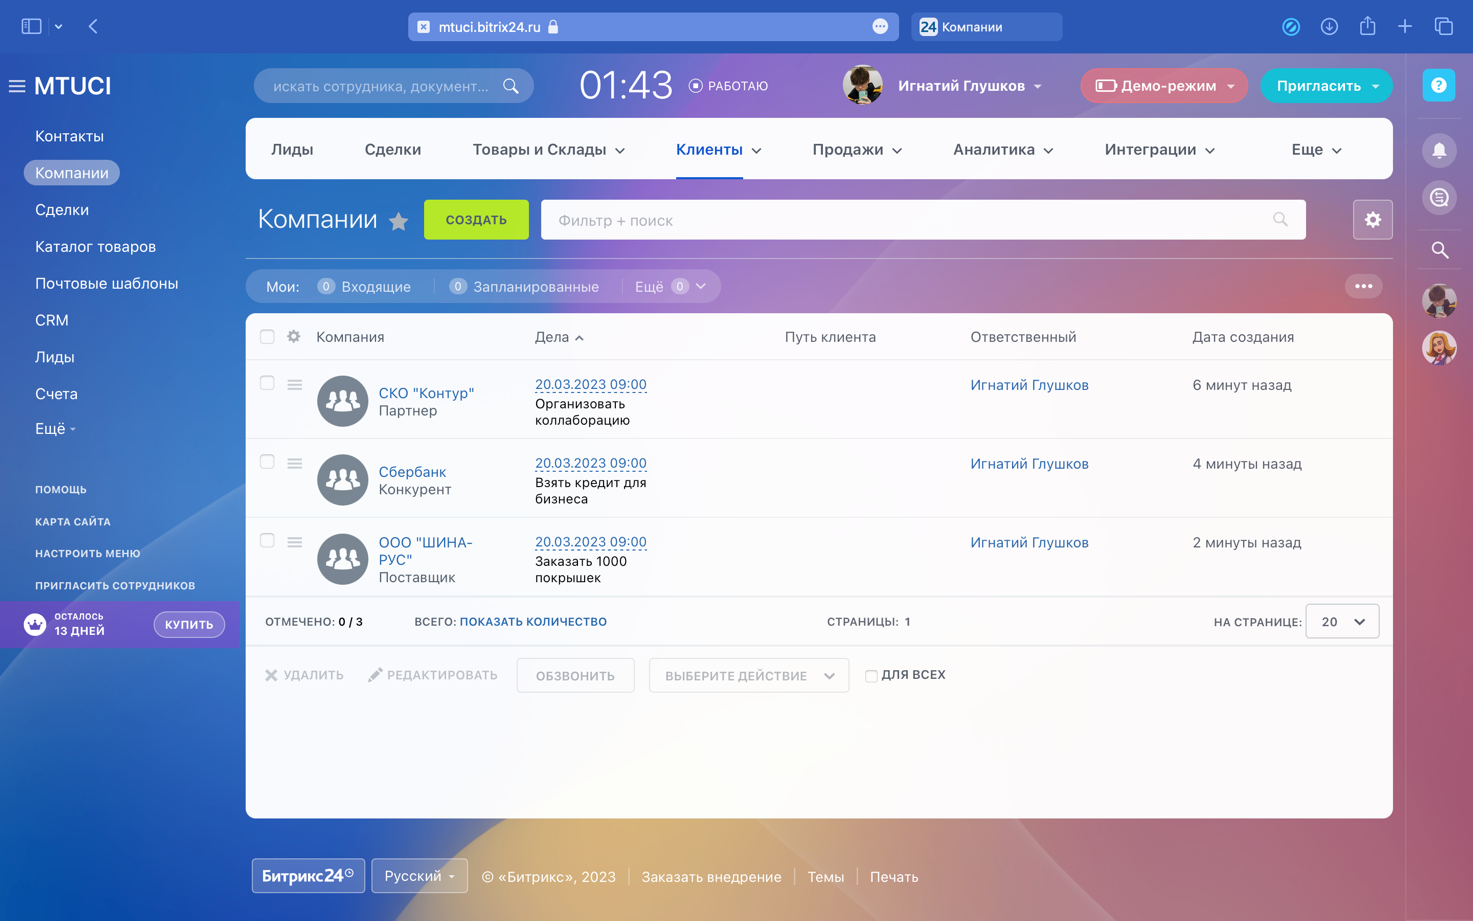 mtuci.bitrix24.ru
24 Компании
MTUCI
искать сотрудника, документ...
01:43
РАБОТАЮ
Игнатий Глушков
Демо-режим
Пригласить
?
Контакты
Компании
Сделки
Каталог товаров
Почтовые шаблоны
CRM
Лиды
Счета
Ещё
ПОМОЩЬ
КАРТА САЙТА
НАСТРОИТЬ МЕНЮ
ПРИГЛАСИТЬ СОТРУДНИКОВ
ОСТАЛОСЬ
13 ДНЕЙ
КУПИТЬ
Лиды
Сделки
Товары и Склады
Клиенты
Продажи
Аналитика
Интеграции
Еще
Компании
СОЗДАТЬ
Фильтр + поиск
Мои:
0 Входящие
0 Запланированные
Ещё 0
Компания
Дела
Путь клиента
Ответственный
Дата создания
СКО "Контур"
Партнер
20.03.2023 09:00
Организовать
коллаборацию
Игнатий Глушков
6 минут назад
Сбербанк
Конкурент
20.03.2023 09:00
Взять кредит для
бизнеса
Игнатий Глушков
4 минуты назад
ООО "ШИНА-
РУС"
Поставщик
20.03.2023 09:00
Заказать 1000
покрышек
Игнатий Глушков
2 минуты назад
ОТМЕЧЕНО: 0 / 3
ВСЕГО: ПОКАЗАТЬ КОЛИЧЕСТВО
СТРАНИЦЫ: 1
НА СТРАНИЦЕ: 20
УДАЛИТЬ
РЕДАКТИРОВАТЬ
ОБЗВОНИТЬ
ВЫБЕРИТЕ ДЕЙСТВИЕ
ДЛЯ ВСЕХ
Битрикс24
Русский
© «Битрикс», 2023
Заказать внедрение
Темы
Печать